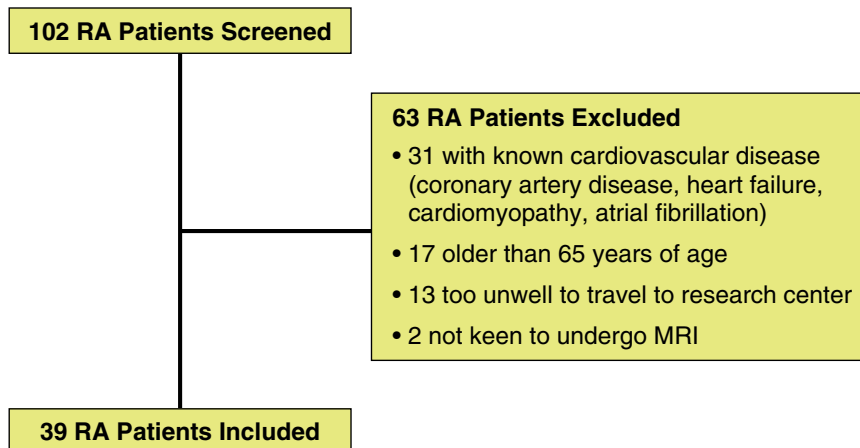 102 RA Patients Screened
63 RA Patients Excluded
• 31 with known cardiovascular disease
(coronary artery disease, heart failure,
cardiomyopathy, atrial fibrillation)
• 17 older than 65 years of age
• 13 too unwell to travel to research center
• 2 not keen to undergo MRI
39 RA Patients Included